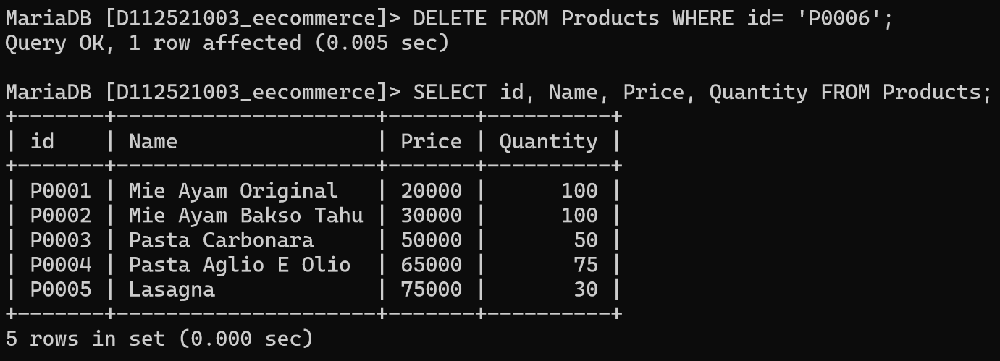 MariaDB [D112521003_eecommerce]> DELETE FROM Products WHERE id= 'P0006';
Query OK, 1 row affected (0.005 sec)

MariaDB [D112521003_eecommerce]> SELECT id, Name, Price, Quantity FROM Products;
+-------+---------------------+-------+----------+
| id    | Name                | Price | Quantity |
+-------+---------------------+-------+----------+
| P0001 | Mie Ayam Original   | 20000 |      100 |
| P0002 | Mie Ayam Bakso Tahu | 30000 |      100 |
| P0003 | Pasta Carbonara     | 50000 |       50 |
| P0004 | Pasta Aglio E Olio  | 65000 |       75 |
| P0005 | Lasagna             | 75000 |       30 |
+-------+---------------------+-------+----------+
5 rows in set (0.000 sec)